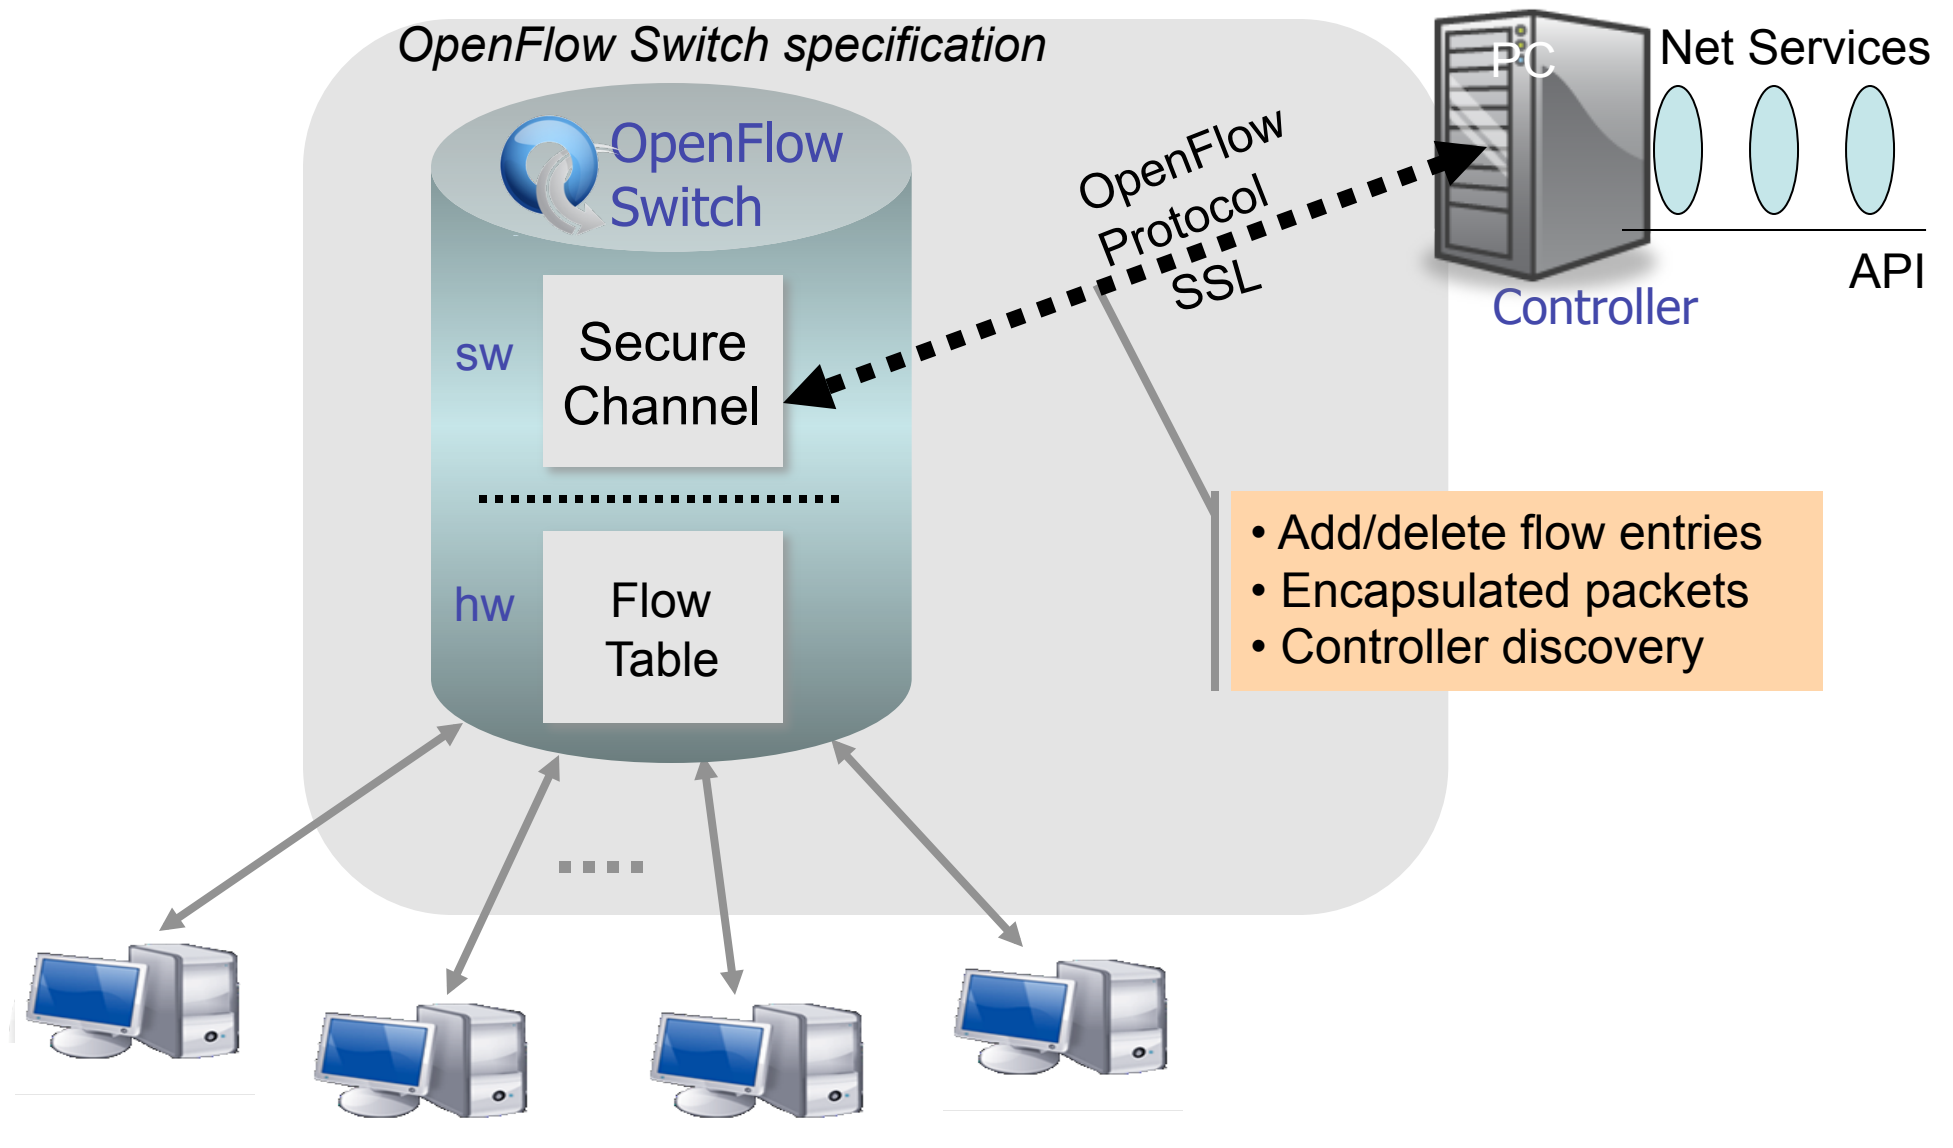 OpenFlow Switch specification
PC
Net Services
OpenFlow
Switch
OpenFlow
Protocol
SSL
API
Controller
sw
Secure
Channel
• Add/delete flow entries
• Encapsulated packets
• Controller discovery
hw
Flow
Table